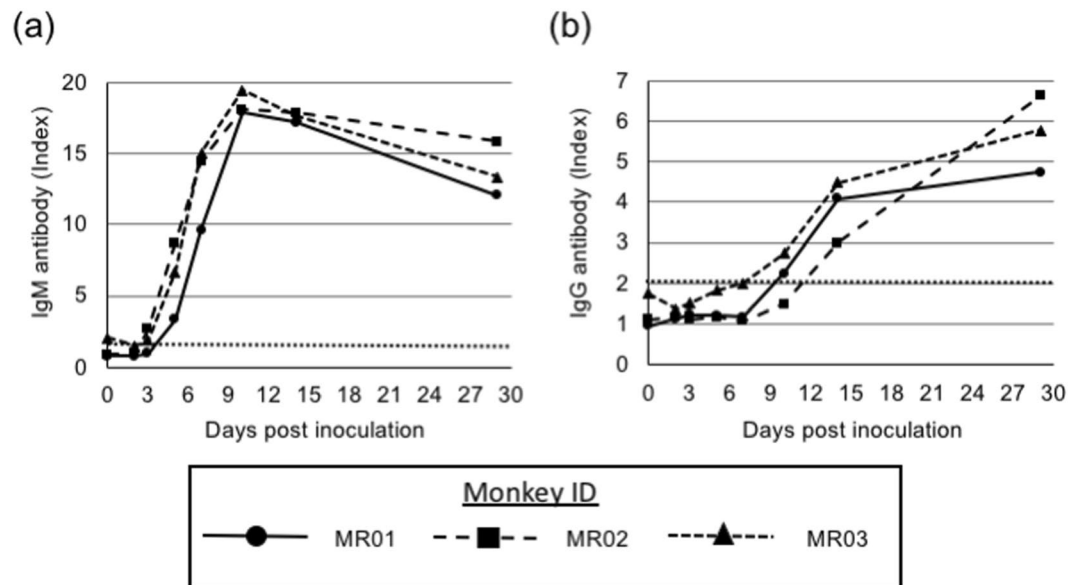 (a)
IgM antibody (Index)
20
15
10
5
0
0 3 6 9 12 15 18 21 24 27 30
Days post inoculation
(b)
IgG antibody (Index)
7
6
5
4
3
2
1
0
0 3 6 9 12 15 18 21 24 27 30
Days post inoculation
Monkey ID
MR01 MR02 MR03